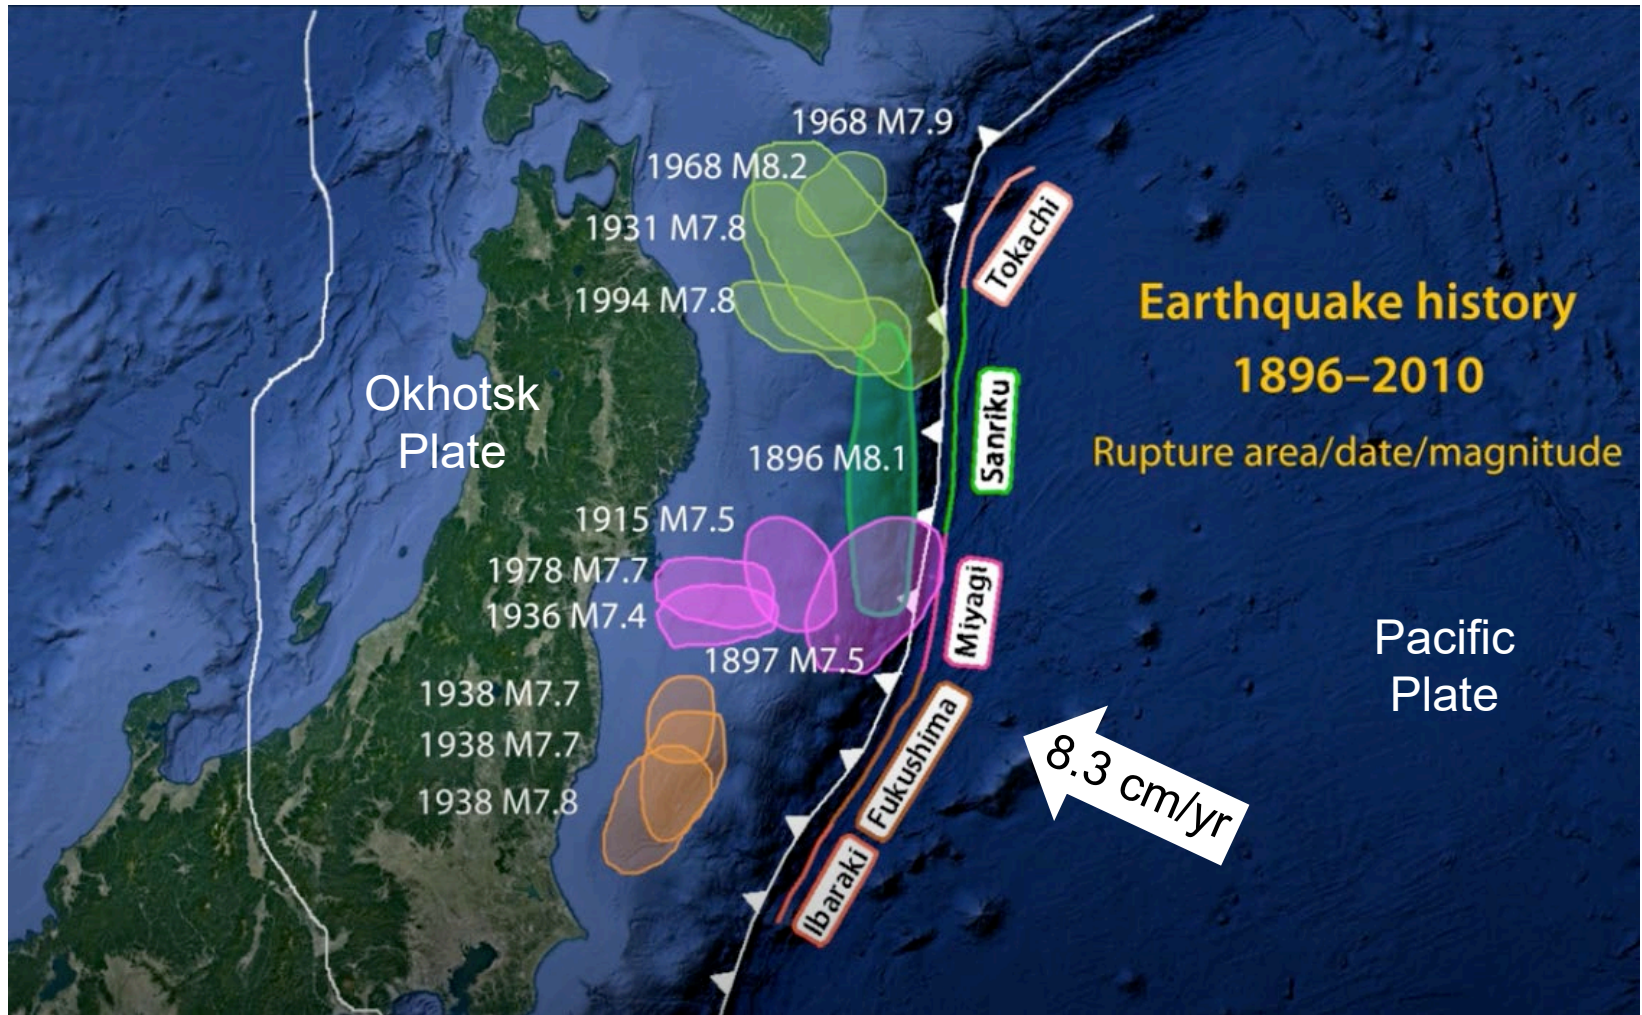 1968 M7.9
1968 M8.2
1931 M7.8
Tokachi
1994 M7.8
Earthquake history
1896–2010
Okhotsk
Plate
Sanriku
Rupture area/date/magnitude
1896 M8.1
1915 M7.5
1978 M7.7
1936 M7.4
Miyagi
1897 M7.5
Pacific
Plate
1938 M7.7
1938 M7.7
1938 M7.8
Fukushima
8.3 cm/yr
Ibaraki